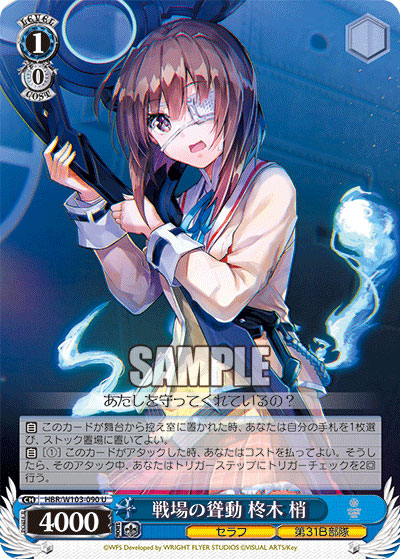 LEVEL
1
0
COST
SAMPLE
あたしを守ってくれているの?
自 このカードが舞台から控え室に置かれた時、あなたは自分の手札を1枚選
び、ストック置場に置いてよい。
自 [①] このカードがアタックした時、あなたはコストを払ってよい。そうした
ら、そのアタック中、あなたはトリガーステップにトリガーチェックを2回
行う。
CH HBR/W103-090 U
POWER
4000
戦場の聳動 柊木 梢
セラフ
第31B部隊
©WFS Developed by WRIGHT FLYER STUDIOS ©VISUAL ARTS/Key